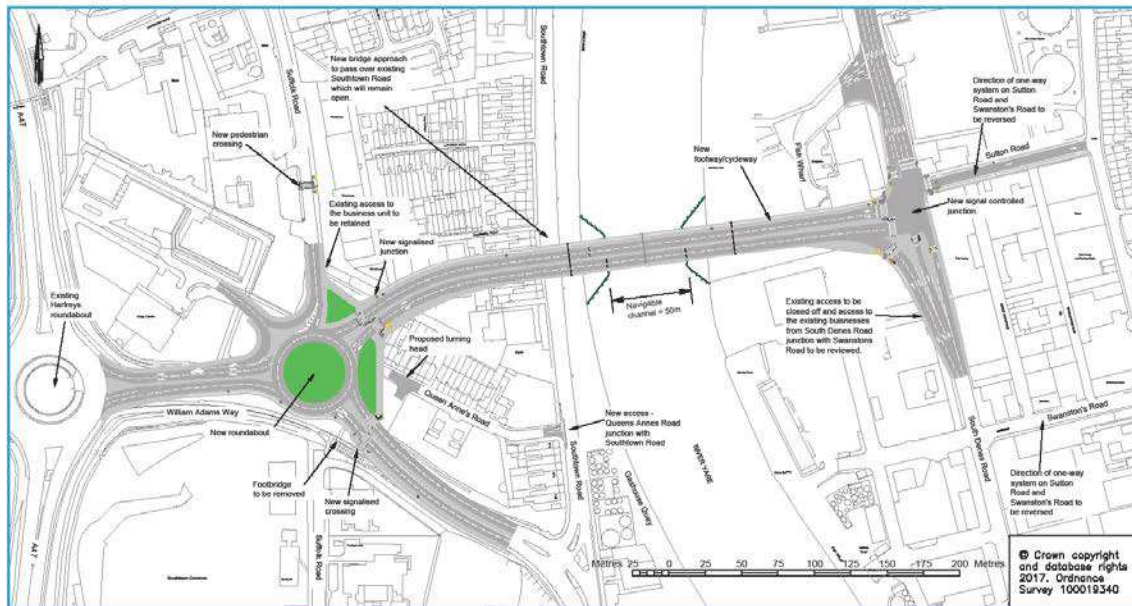 New bridge approach
to pass over existing
Southtown Road
which will remain
open.
Suffolk Road
Southtown Road
A47
New pedestrian
crossing
Existing access to
the business unit to
be retained
New signalised
junction
Existing
Harfreys
roundabout
William Adams Way
New roundabout
Footbridge
to be removed
New signalised
crossing
Proposed turning
head
Queen Anne's Road
New access -
Queens Annes Road
junction with
Southtown Road
Southtown Road
Suffolk Road
A47
Gashouse Quay
RIVER YARE
Navigable
channel = 50m
New
footway/cycleway
Fish Wharf
Direction of one-way
system on Sutton
Road and
Swanston's Road to
be reversed
Sutton Road
New signal controlled
junction
Existing access to be
closed off and access to
the existing businesses
from South Denes Road
junction with Swanstons
Road to be reviewed.
South Denes Road
Swanston's Road
Direction of one-way
system on Sutton
Road and
Swanston's Road to
be reversed
Metres 25 0 25 50 75 100 125 150 175 200 Metres
© Crown copyright
and database rights
2017. Ordnance
Survey 100019340